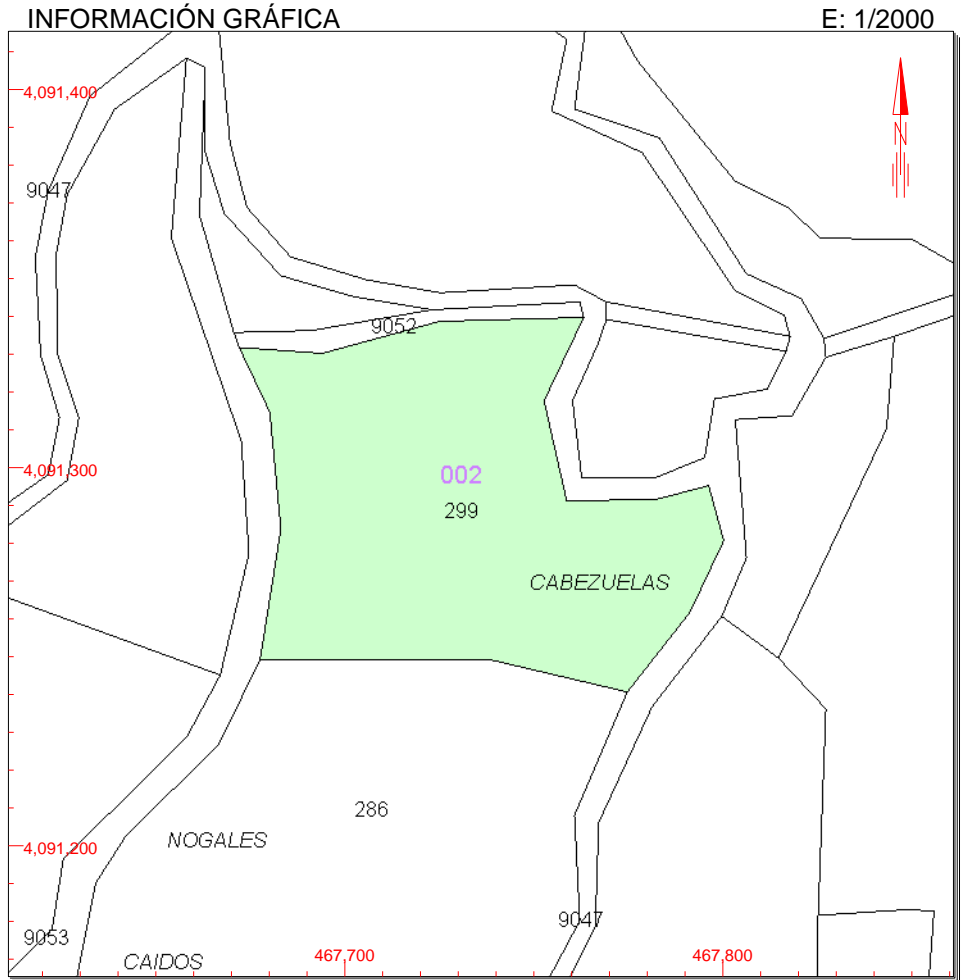 INFORMACIÓN GRÁFICA E: 1/2000
4,091,400
N
9047
9052
4,091,300
002
299
CABEZUELAS
286
NOGALES
4,091,200
9047
9053
467,700 467,800
CAIDOS